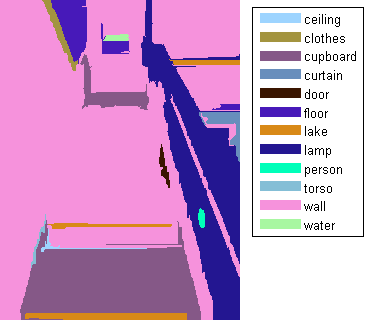 ceiling
clothes
cupboard
curtain
door
floor
lake
lamp
person
torso
wall
water